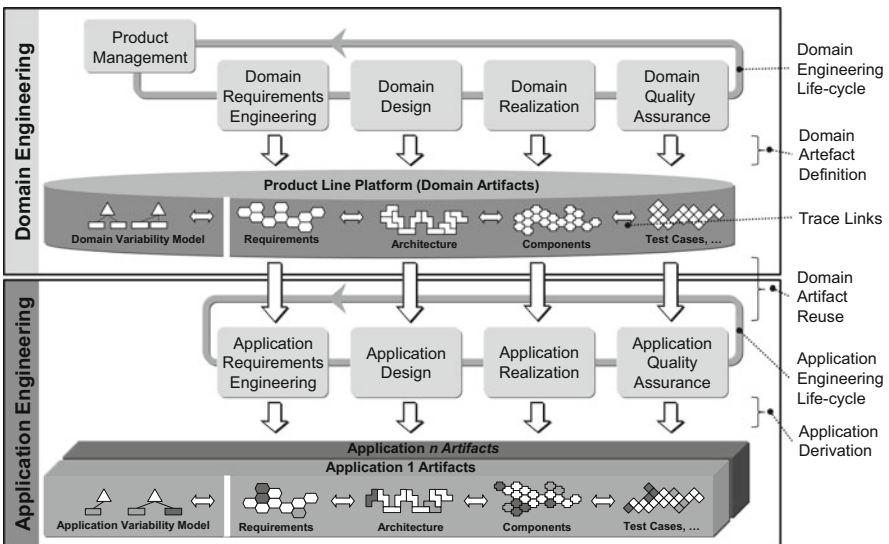 Domain Engineering
Product
Management
Domain
Requirements
Engineering
Domain
Design
Domain
Realization
Domain
Quality
Assurance
Domain
Engineering
Life-cycle
Domain
Artefact
Definition
Product Line Platform (Domain Artifacts)
Domain Variability Model
Requirements
Architecture
Components
Test Cases, ...
Trace Links
Domain
Artifact
Reuse
Application Engineering
Application
Requirements
Engineering
Application
Design
Application
Realization
Application
Quality
Assurance
Application
Engineering
Life-cycle
Application
Derivation
Application n Artifacts
Application 1 Artifacts
Application Variability Model
Requirements
Architecture
Components
Test Cases, ...